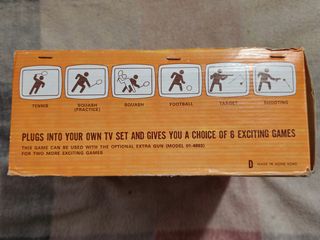 TENNIS
SQUASH (PRACTICE)
SQUASH
FOOTBALL
TARGET
SHOOTING
PLUGS INTO YOUR OWN TV SET AND GIVES YOU A CHOICE OF 6 EXCITING GAMES
THIS GAME CAN BE USED WITH THE OPTIONAL EXTRA GUN (MODEL 01-4893)
FOR TWO MORE EXCITING GAMES
D MADE IN HONG KONG